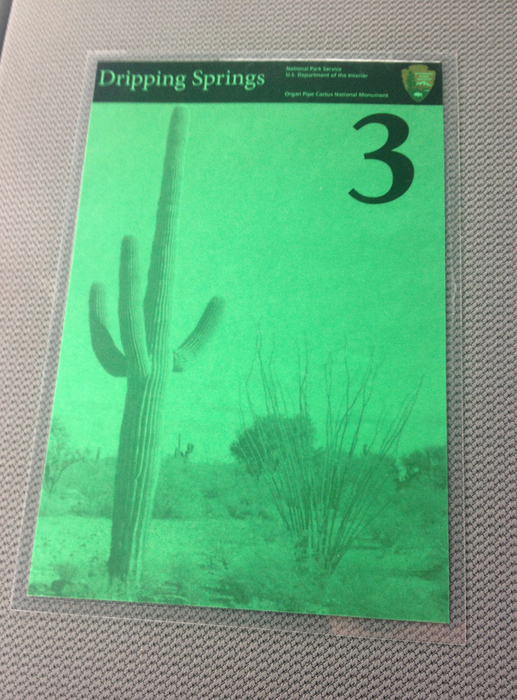 Dripping Springs
National Park Service
U.S. Department of the Interior
Organ Pipe Cactus National Monument
3